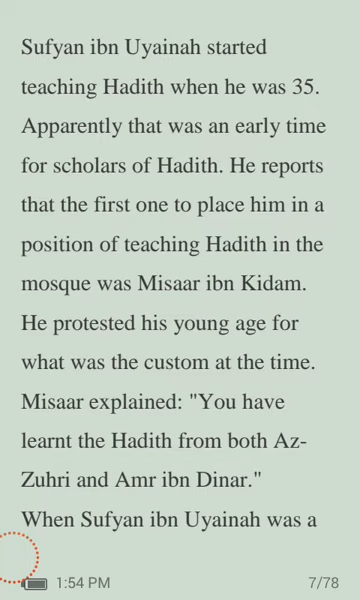 Sufyan ibn Uyainah started
teaching Hadith when he was 35.
Apparently that was an early time
for scholars of Hadith. He reports
that the first one to place him in a
position of teaching Hadith in the
mosque was Misaar ibn Kidam.
He protested his young age for
what was the custom at the time.
Misaar explained: "You have
learnt the Hadith from both Az-
Zuhri and Amr ibn Dinar."
When Sufyan ibn Uyainah was a
1:54 PM 7/78